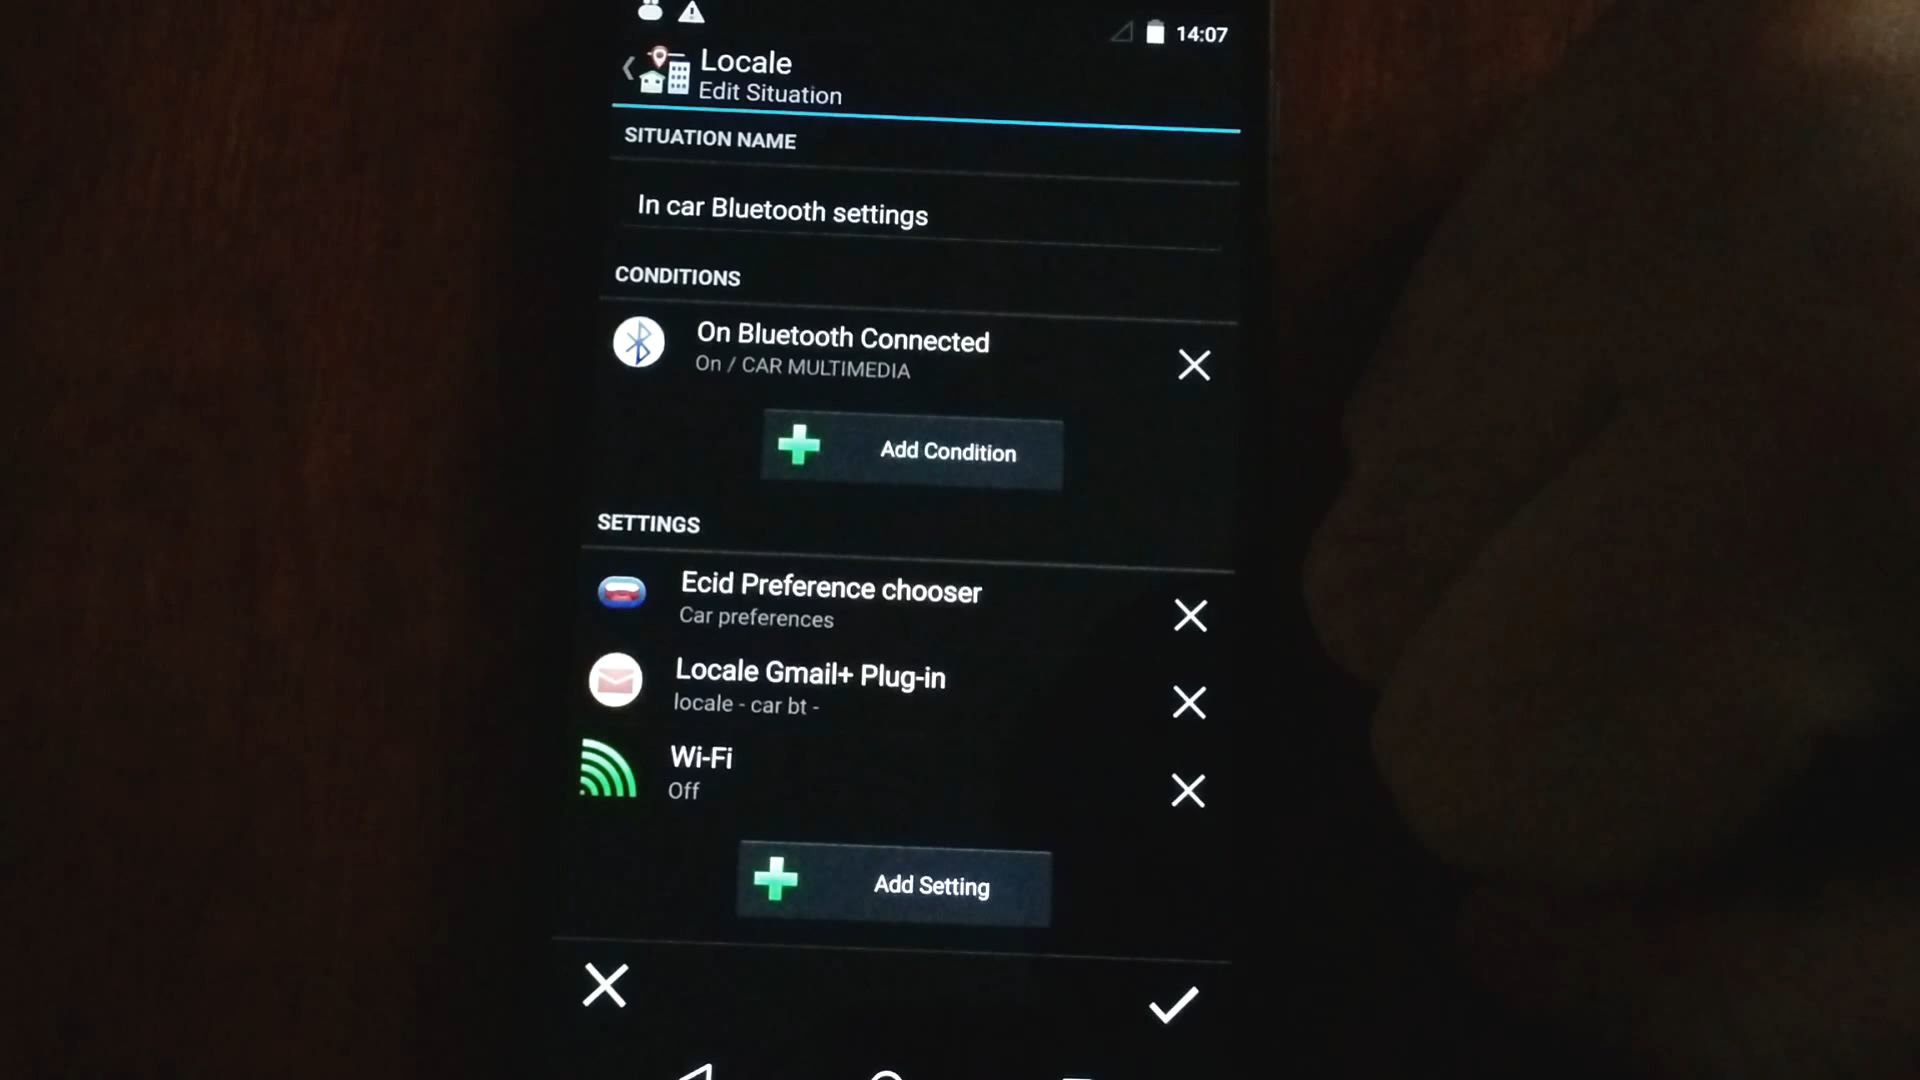 14:07
Locale
Edit Situation
SITUATION NAME
In car Bluetooth settings
CONDITIONS
On Bluetooth Connected
On / CAR MULTIMEDIA
Add Condition
SETTINGS
Ecid Preference chooser
Car preferences
Locale Gmail+ Plug-in
locale - car bt -
Wi-Fi
Off
Add Setting